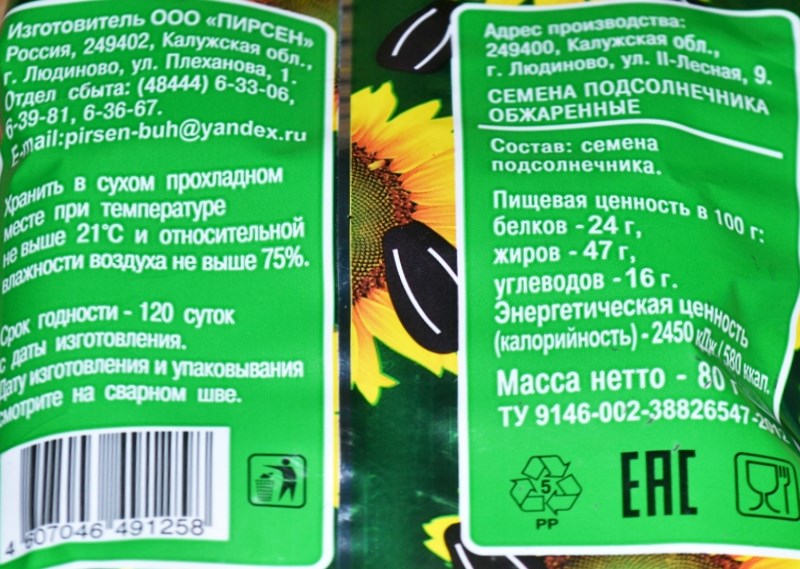 Изготовитель ООО «ПИРСЕН»
Россия, 249402, Калужская обл.,
г. Людиново, ул. Плеханова, 1.
Отдел сбыта: (48444) 6-33-06,
6-39-81, 6-36-67.
E-mail:pirsen-buh@yandex.ru
Хранить в сухом прохладном
месте при температуре
не выше 21°С и относительной
влажности воздуха не выше 75%.
Срок годности - 120 суток
с даты изготовления.
Дату изготовления и упаковывания
смотрите на сварном шве.
4 607046 491258
Адрес производства:
249400, Калужская обл.,
г. Людиново, ул. II-Лесная, 9.
СЕМЕНА ПОДСОЛНЕЧНИКА
ОБЖАРЕННЫЕ
Состав: семена
подсолнечника.
Пищевая ценность в 100 г:
белков - 24 г,
жиров - 47 г,
углеводов - 16 г.
Энергетическая ценность
(калорийность) - 2450 кДж / 580 ккал.
Масса нетто - 80 г
ТУ 9146-002-38826547-
5
PP
ЕАС